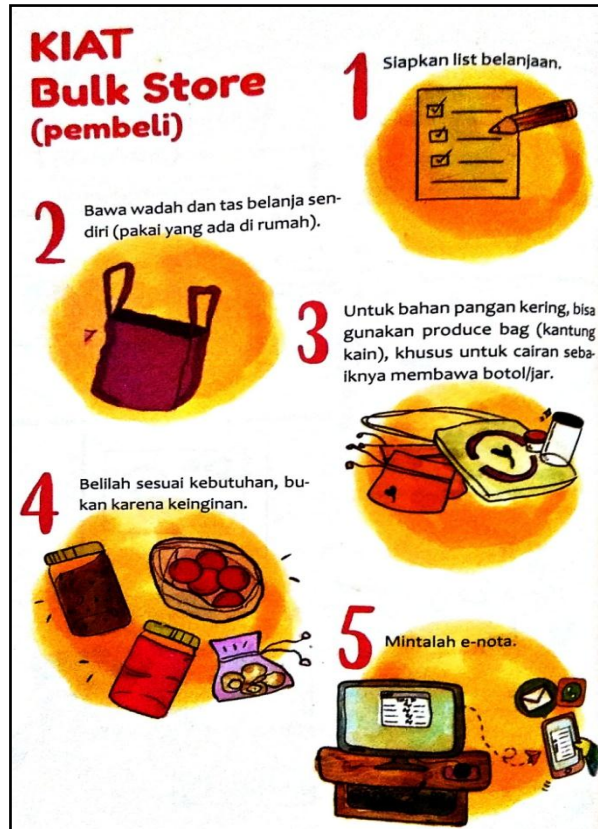 KIAT
Bulk Store
(pembeli)
1
Siapkan list belanjaan.
2
Bawa wadah dan tas belanja sen-
diri (pakai yang ada di rumah).
3
Untuk bahan pangan kering, bisa
gunakan produce bag (kantung
kain), khusus untuk cairan seba-
iknya membawa botol/jar.
4
Belilah sesuai kebutuhan, bu-
kan karena keinginan.
5
Mintalah e-nota.